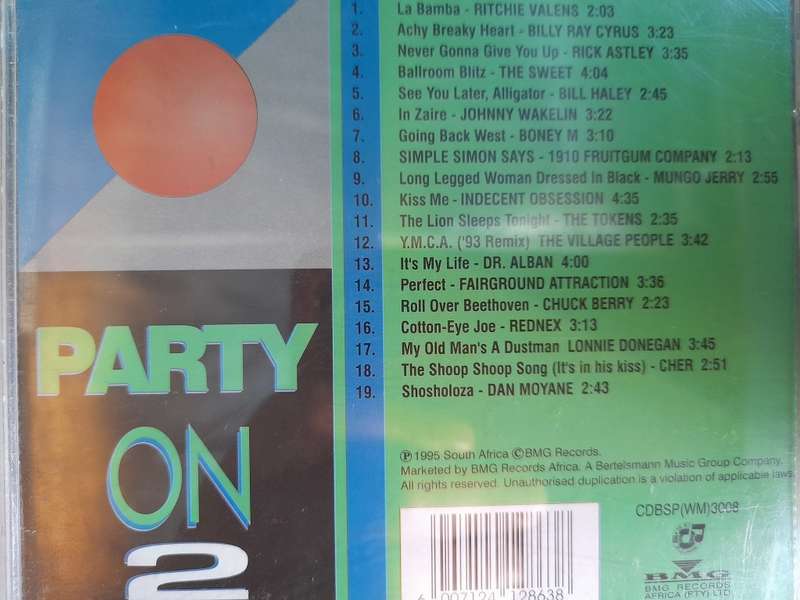 1. La Bamba - RITCHIE VALENS 2:03
2. Achy Breaky Heart - BILLY RAY CYRUS 3:23
3. Never Gonna Give You Up - RICK ASTLEY 3:35
4. Ballroom Blitz - THE SWEET 4:04
5. See You Later, Alligator - BILL HALEY 2:45
6. In Zaire - JOHNNY WAKELIN 3:22
7. Going Back West - BONEY M 3:10
8. SIMPLE SIMON SAYS - 1910 FRUITGUM COMPANY 2:13
9. Long Legged Woman Dressed In Black - MUNGO JERRY 2:55
10. Kiss Me - INDECENT OBSESSION 4:35
11. The Lion Sleeps Tonight - THE TOKENS 2:35
12. Y.M.C.A. ('93 Remix) THE VILLAGE PEOPLE 3:42
13. It's My Life - DR. ALBAN 4:00
14. Perfect - FAIRGROUND ATTRACTION 3:36
15. Roll Over Beethoven - CHUCK BERRY 2:23
16. Cotton-Eye Joe - REDNEX 3:13
17. My Old Man's A Dustman LONNIE DONEGAN 3:45
18. The Shoop Shoop Song (It's in his kiss) - CHER 2:51
19. Shosholoza - DAN MOYANE 2:43
PARTY
ON
2
Ⓟ 1995 South Africa ©BMG Records.
Marketed by BMG Records Africa. A Bertelsmann Music Group Company.
All rights reserved. Unauthorised duplication is a violation of applicable laws.
CDBSP(WM)3008
6 007124 128638
BMG
BMG RECORDS
AFRICA (PTY) LTD